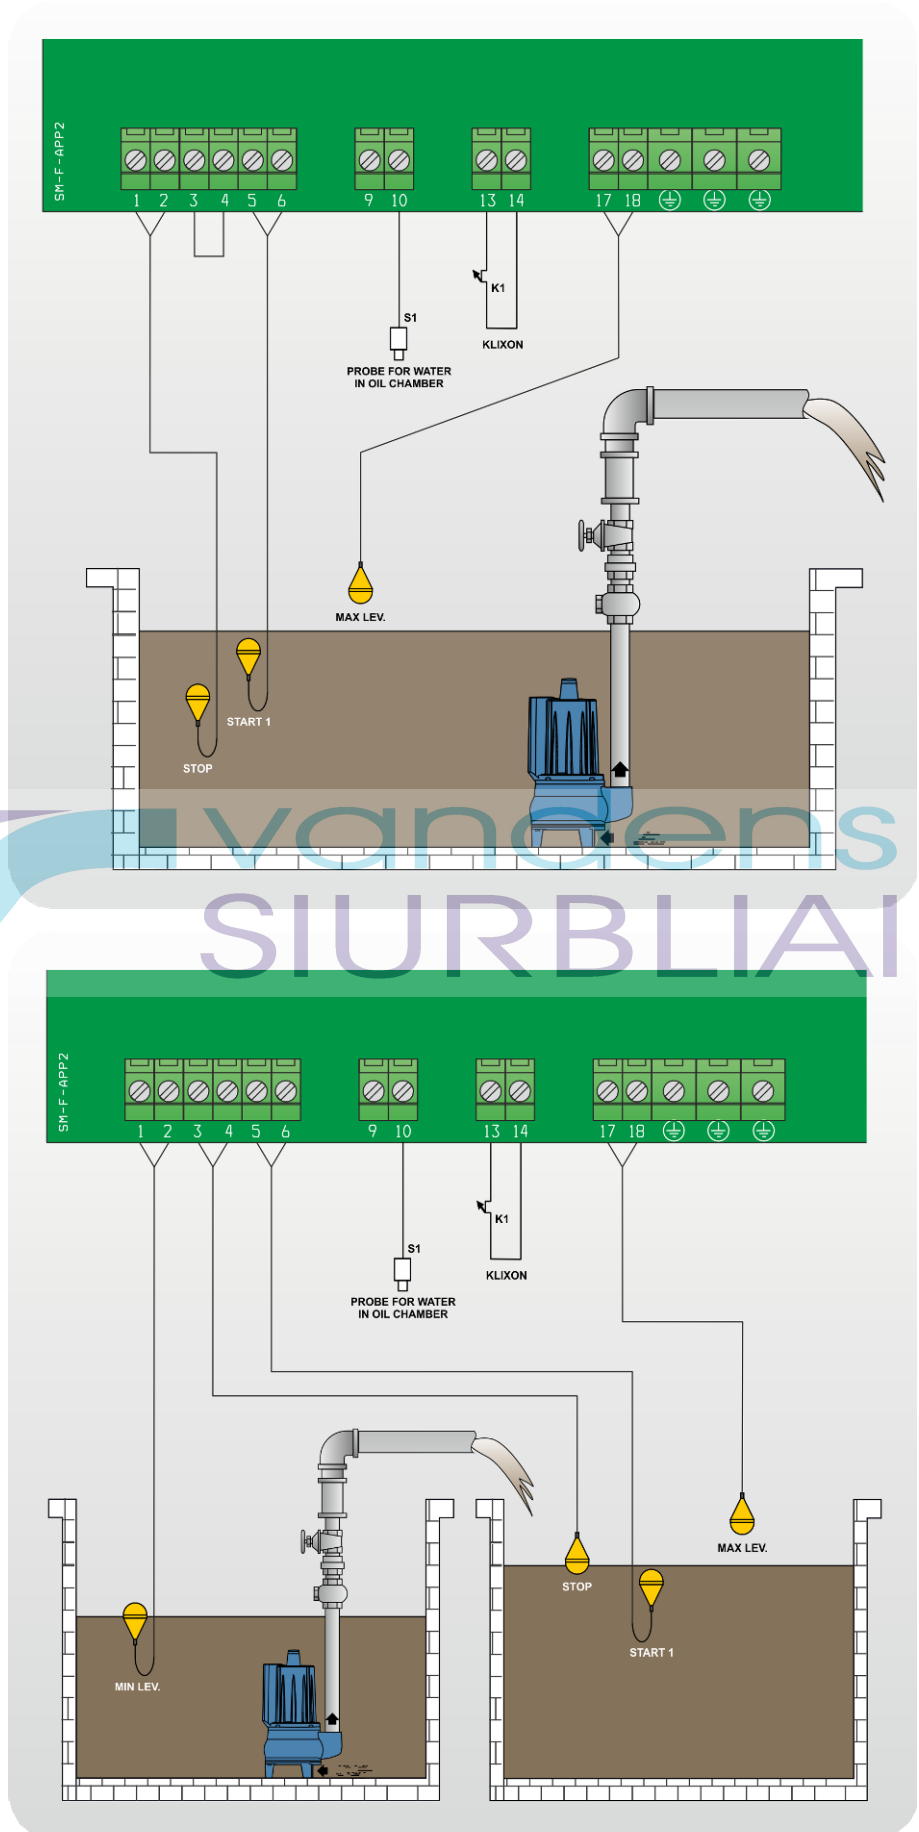 SM-F-APP2
1 2 3 4 5 6 9 10 13 14 17 18
K1
S1
KLIXON
PROBE FOR WATER
IN OIL CHAMBER
MAX LEV.
START 1
STOP
vandens
SIURBLIAI
SM-F-APP2
1 2 3 4 5 6 9 10 13 14 17 18
K1
S1
KLIXON
PROBE FOR WATER
IN OIL CHAMBER
MAX LEV.
STOP
START 1
MIN LEV.